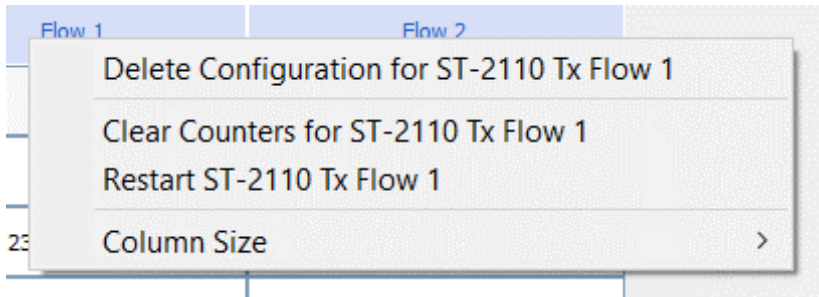 Flow 1 Flow 2
Delete Configuration for ST-2110 Tx Flow 1
Clear Counters for ST-2110 Tx Flow 1
Restart ST-2110 Tx Flow 1
23
Column Size